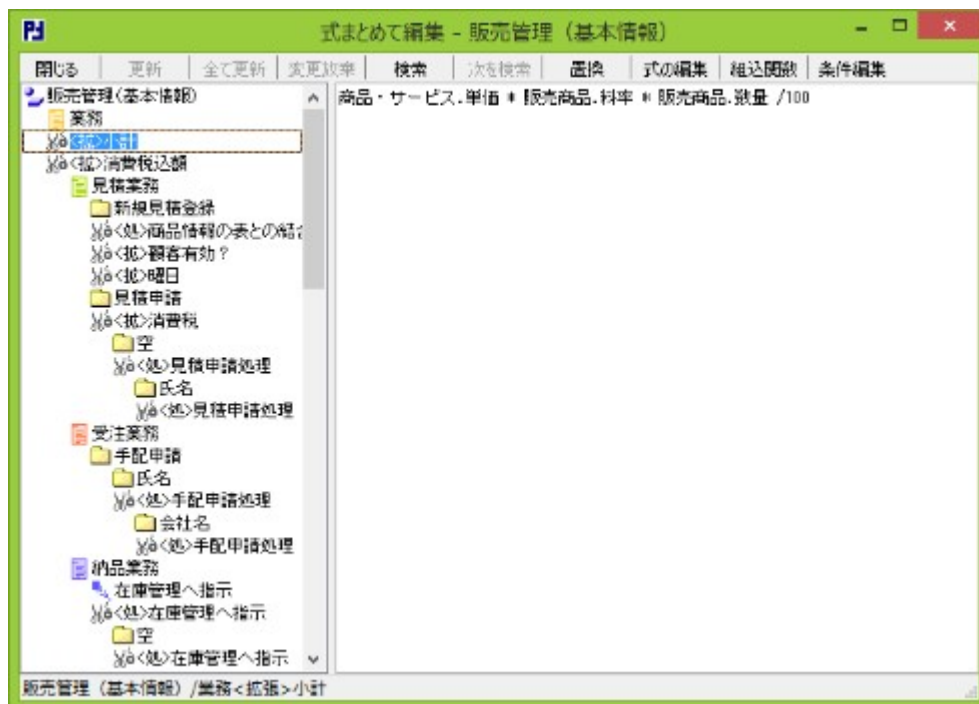 式まとめて編集 - 販売管理（基本情報）
閉じる 更新 全て更新 変更放棄 検索 次を検索 置換 式の編集 組込関数 条件編集
販売管理(基本情報)
業務
<拡>小計
<拡>消費税込額
見積業務
新規見積登録
<処>商品情報の表との結合
<拡>顧客有効？
<拡>曜日
見積申請
<拡>消費税
空
<処>見積申請処理
氏名
<処>見積申請処理
受注業務
手配申請
氏名
<処>手配申請処理
会社名
<処>手配申請処理
納品業務
在庫管理へ指示
<処>在庫管理へ指示
空
<処>在庫管理へ指示
商品・サービス.単価 * 販売商品.料率 * 販売商品.数量 /100
販売管理（基本情報）/業務<拡張>小計